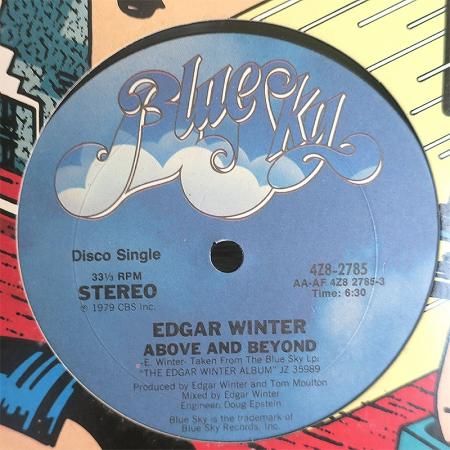 Blue Sky
Disco Single
33⅓ RPM
STEREO
℗ 1979 CBS Inc.
4Z8-2785
AA-AF 4Z8 2785-3
Time: 6:30
EDGAR WINTER
ABOVE AND BEYOND
-E. Winter- Taken From The Blue Sky Lp:
"THE EDGAR WINTER ALBUM" JZ 35989
Produced by Edgar Winter and Tom Moulton
Mixed by Edgar Winter
Engineer: Doug Epstein
Blue Sky is the trademark of
Blue Sky Records, Inc.